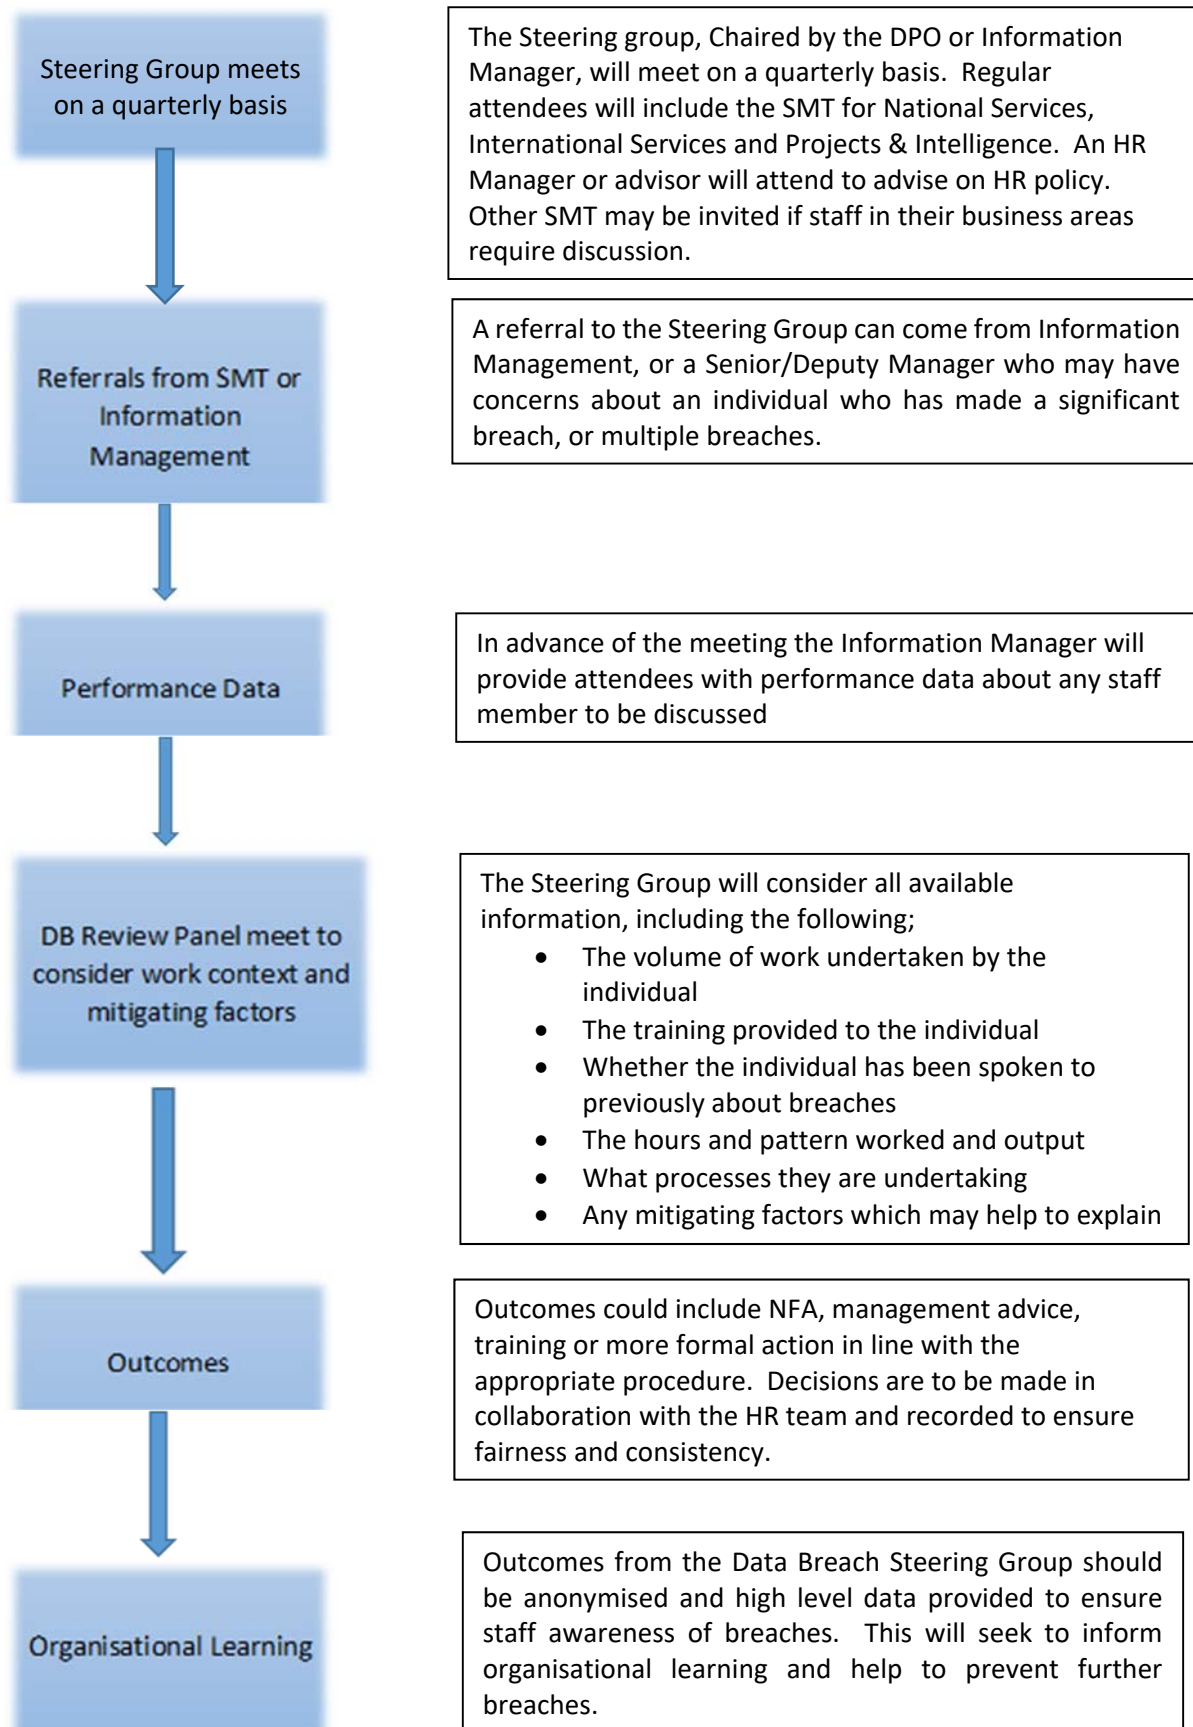 Steering Group meets
on a quarterly basis
The Steering group, Chaired by the DPO or Information
Manager, will meet on a quarterly basis.  Regular
attendees will include the SMT for National Services,
International Services and Projects & Intelligence.  An HR
Manager or advisor will attend to advise on HR policy.
Other SMT may be invited if staff in their business areas
require discussion.
Referrals from SMT or
Information
Management
A referral to the Steering Group can come from Information
Management, or a Senior/Deputy Manager who may have
concerns about an individual who has made a significant
breach, or multiple breaches.
Performance Data
In advance of the meeting the Information Manager will
provide attendees with performance data about any staff
member to be discussed
DB Review Panel meet to
consider work context and
mitigating factors
The Steering Group will consider all available
information, including the following;
• The volume of work undertaken by the
individual
• The training provided to the individual
• Whether the individual has been spoken to
previously about breaches
• The hours and pattern worked and output
• What processes they are undertaking
• Any mitigating factors which may help to explain
Outcomes
Outcomes could include NFA, management advice,
training or more formal action in line with the
appropriate procedure.  Decisions are to be made in
collaboration with the HR team and recorded to ensure
fairness and consistency.
Organisational Learning
Outcomes from the Data Breach Steering Group should
be anonymised and high level data provided to ensure
staff awareness of breaches.  This will seek to inform
organisational learning and help to prevent further
breaches.